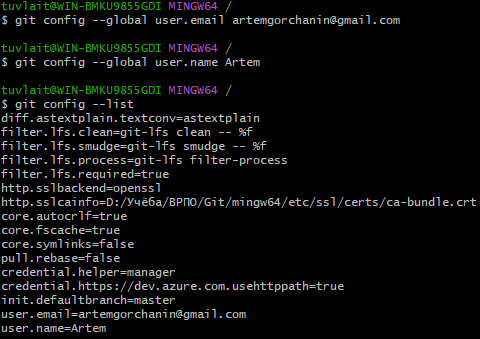 tuvlait@WIN-BMKU9855GDI MINGW64 /
$ git config --global user.email artemgorchanin@gmail.com
tuvlait@WIN-BMKU9855GDI MINGW64 /
$ git config --global user.name Artem
tuvlait@WIN-BMKU9855GDI MINGW64 /
$ git config --list
diff.astextplain.textconv=astextplain
filter.lfs.clean=git-lfs clean -- %f
filter.lfs.smudge=git-lfs smudge -- %f
filter.lfs.process=git-lfs filter-process
filter.lfs.required=true
http.sslbackend=openssl
http.sslcainfo=D:/Учёба/ВРПО/Git/mingw64/etc/ssl/certs/ca-bundle.crt
core.autocrlf=true
core.fscache=true
core.symlinks=false
pull.rebase=false
credential.helper=manager
credential.https://dev.azure.com.usehttppath=true
init.defaultbranch=master
user.email=artemgorchanin@gmail.com
user.name=Artem